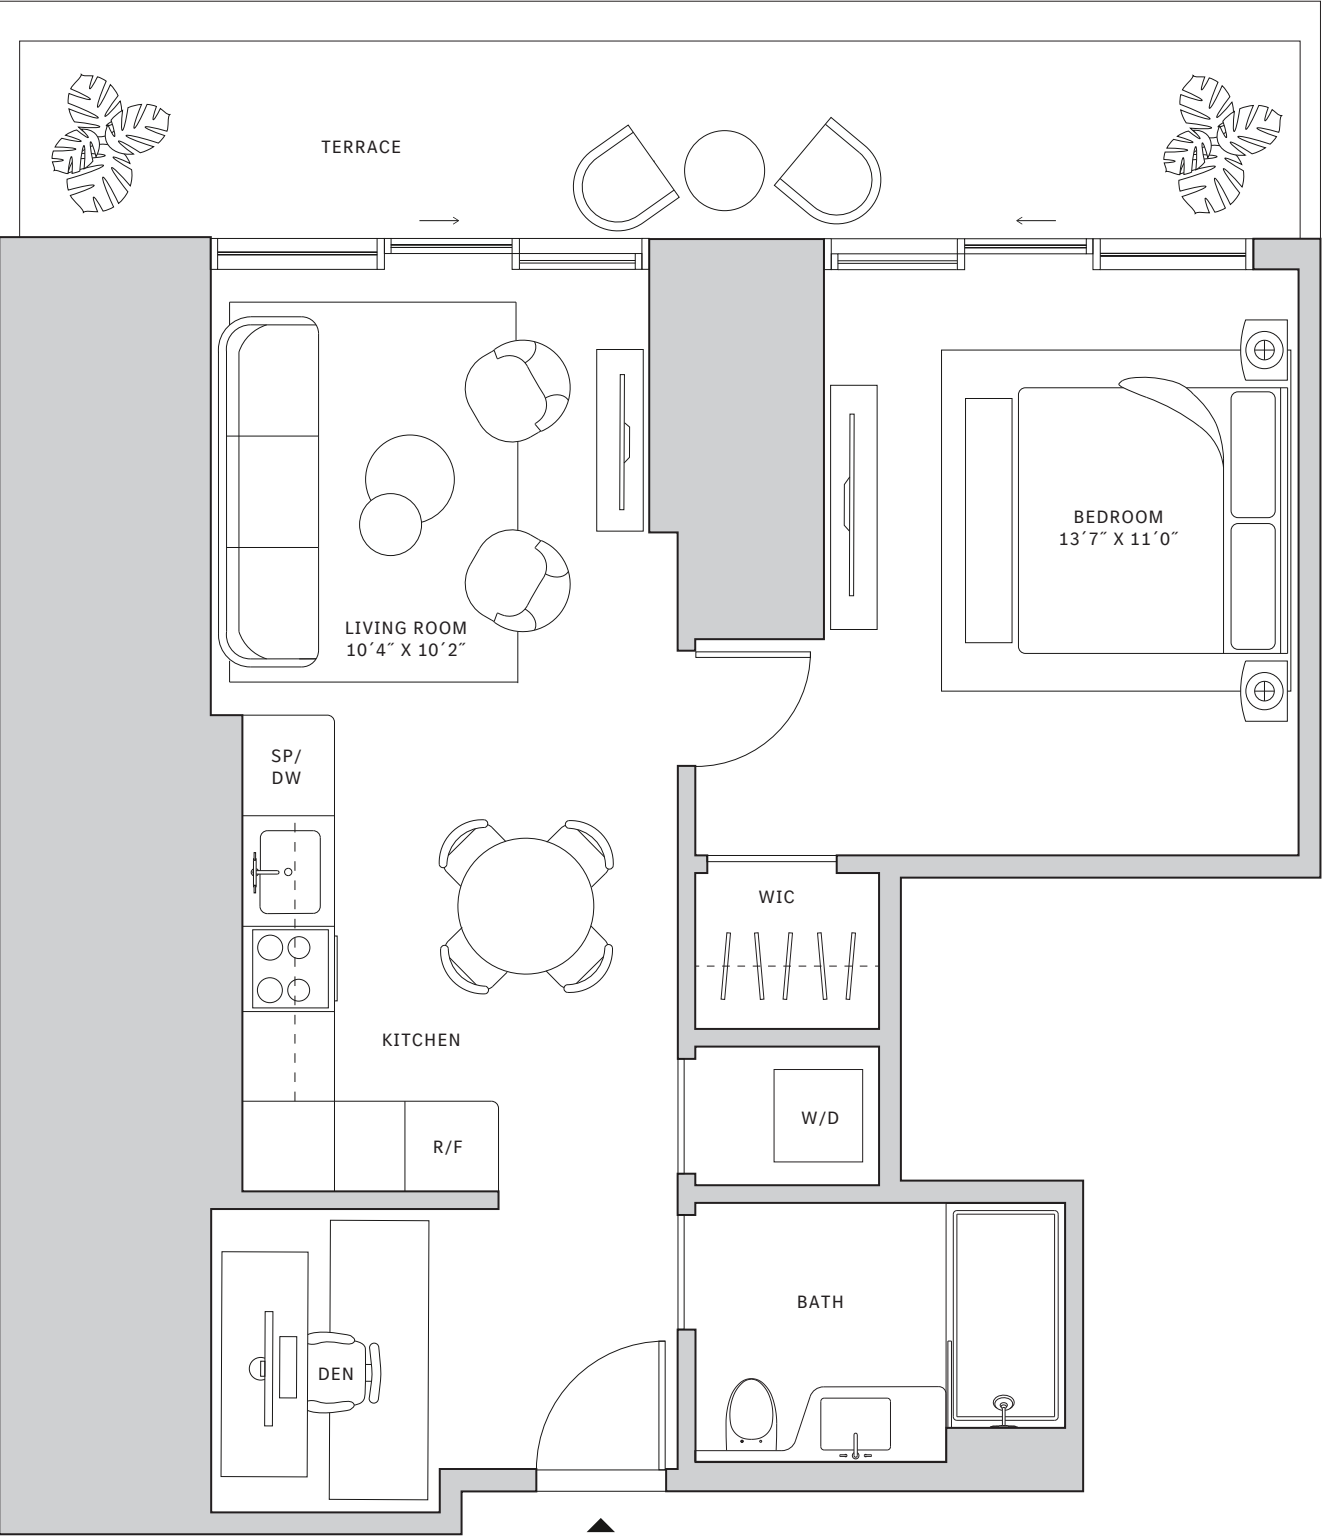 TERRACE
BEDROOM
13´7˝ X 11´0˝
LIVING ROOM
10´4˝ X 10´2˝
SP/
DW
WIC
KITCHEN
W/D
R/F
BATH
DEN